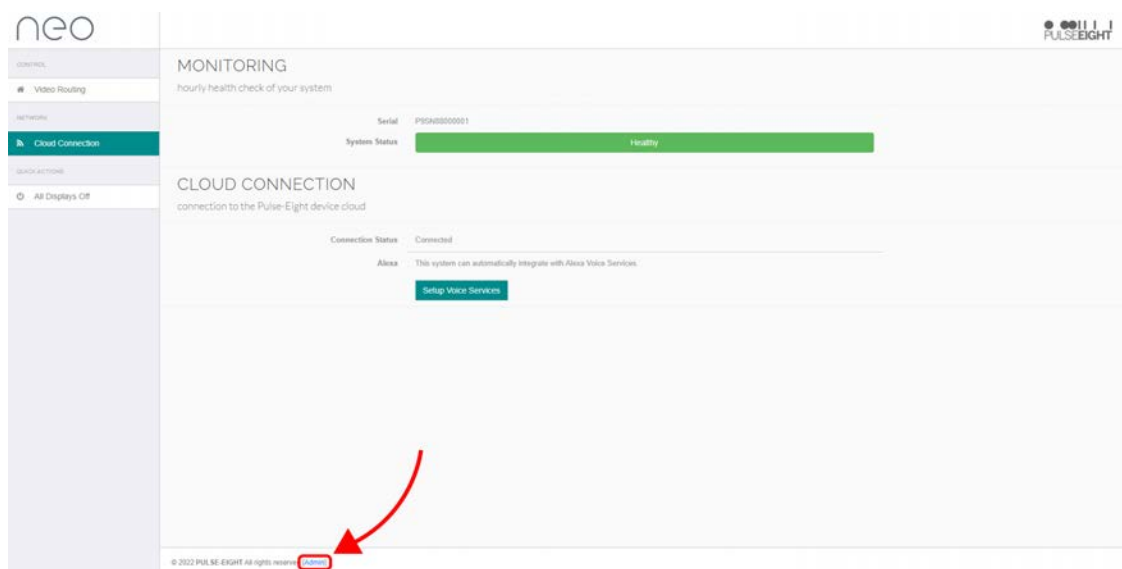 neo
PULSEEIGHT
CONTROL
Video Routing
NETWORK
Cloud Connection
QUICK ACTIONS
All Displays Off
MONITORING
hourly health check of your system
Serial P9SN88000001
System Status Healthy
CLOUD CONNECTION
connection to the Pulse-Eight device cloud
Connection Status Connected
Alexa This system can automatically integrate with Alexa Voice Services.
Setup Voice Services
© 2022 PULSE-EIGHT All rights reserve (Admin)